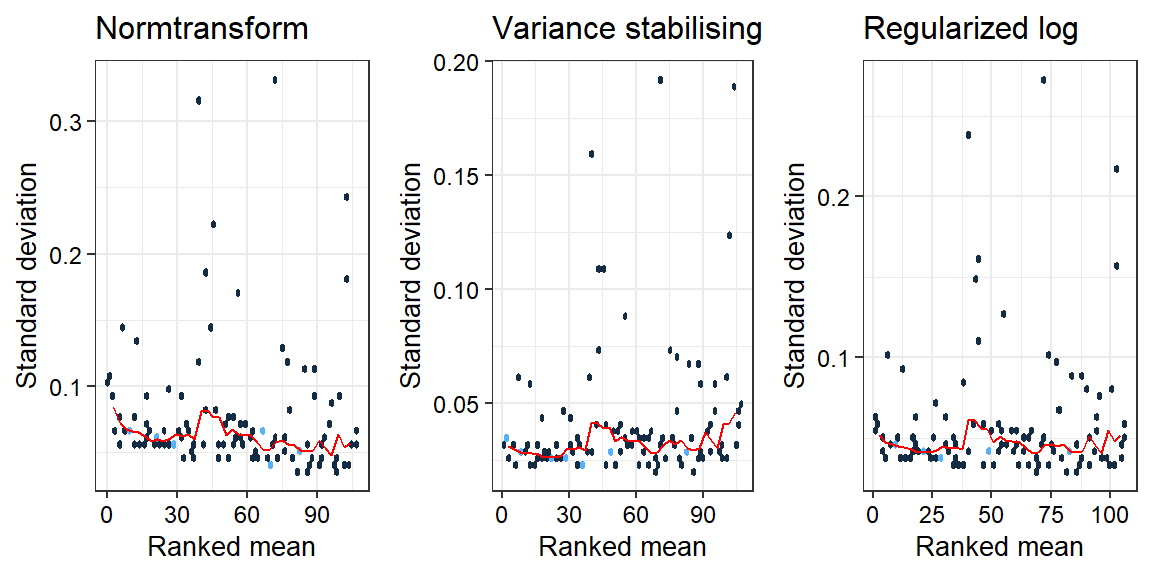 Normtransform
Standard deviation
0.3
0.2
0.1
0
30
60
90
Ranked mean
Variance stabilising
Standard deviation
0.20
0.15
0.10
0.05
0
30
60
90
Ranked mean
Regularized log
Standard deviation
0.2
0.1
0
25
50
75
100
Ranked mean